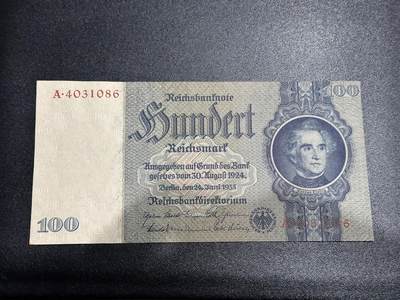 A·4031086
100
Reichsbanknote
Hundert
Reichsmark
Ausgegeben auf Grund des Bank
gesetzes vom 30. August 1924
Berlin, den 24. Juni 1935
Reichsbankdirektorium
100